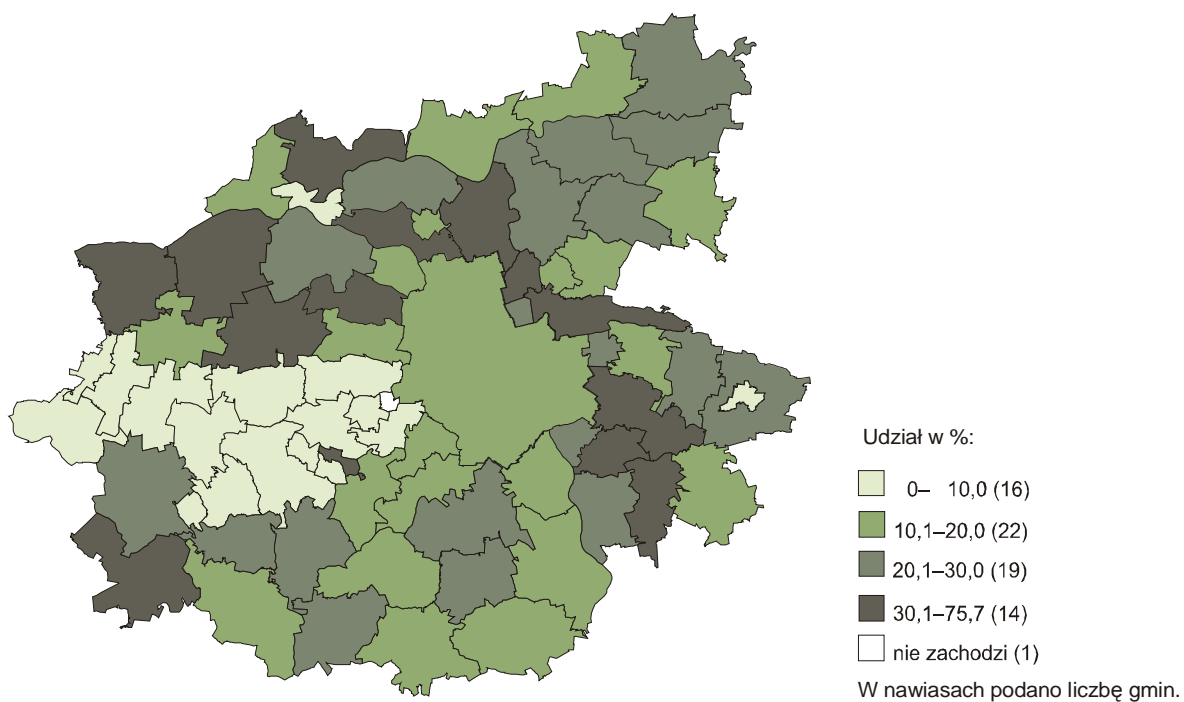 Udział w %:
0– 10,0 (16)
10,1–20,0 (22)
20,1–30,0 (19)
30,1–75,7 (14)
nie zachodzi (1)
W nawiasach podano liczbę gmin.